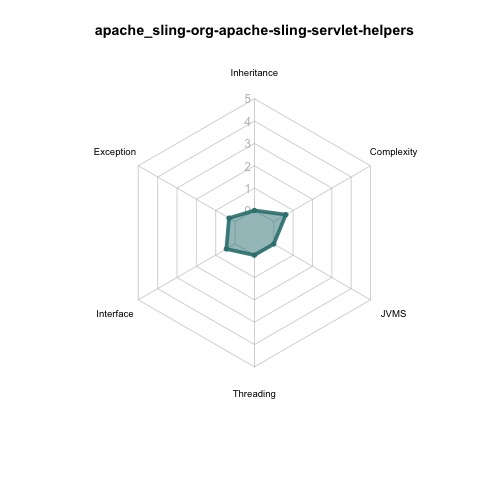 apache_sling-org-apache-sling-servlet-helpers
Inheritance
5
Exception
4
Complexity
3
2
1
0
Interface
JVMS
Threading